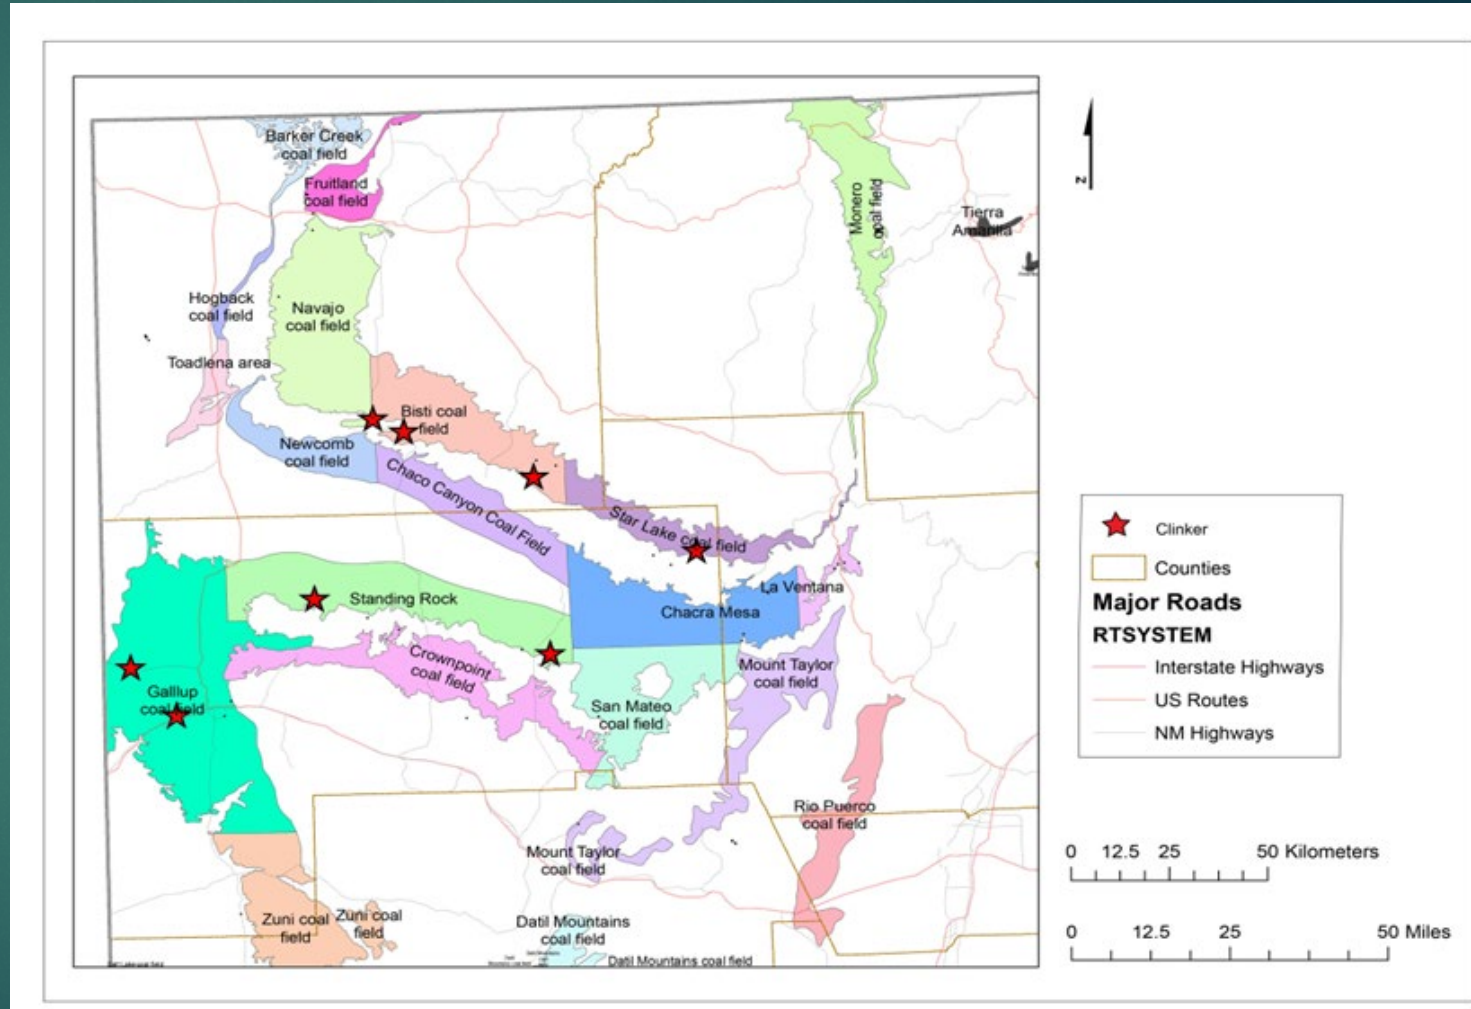 Barker Creek
coal field
Fruitland
coal field
Monero
coal field
Tierra
Amarilla
Hogback
coal field
Navajo
coal field
Toadlena area
Bisti coal
field
Newcomb
coal field
Chaco Canyon Coal Field
Star Lake coal field
La Ventana
Standing Rock
Chacra Mesa
Crownpoint
coal field
Mount Taylor
coal field
Galllup
coal field
San Mateo
coal field
Rio Puerco
coal field
Mount Taylor
coal field
Zuni coal
field
Zuni coal
field
Datil Mountains
coal field
Datil Mountains coal field
N
Clinker
Counties
Major Roads
RTSYSTEM
Interstate Highways
US Routes
NM Highways
0 12.5 25 50 Kilometers
0 12.5 25 50 Miles